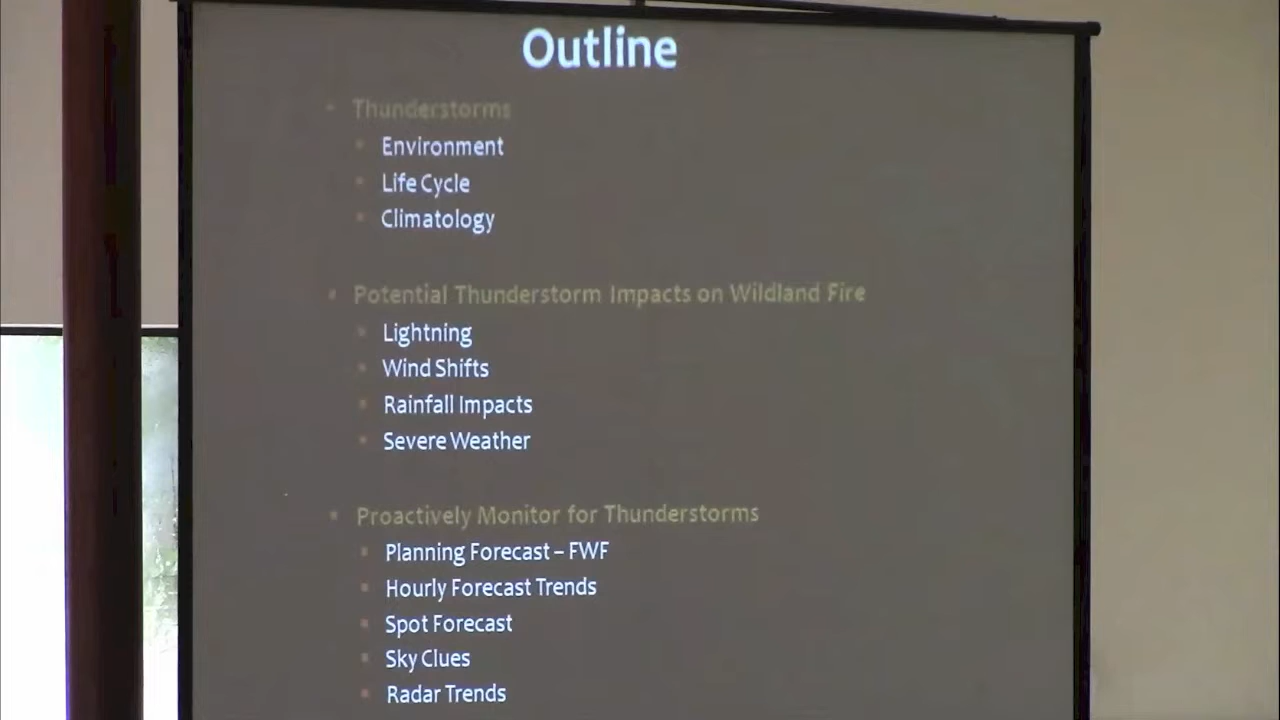 Outline
Thunderstorms
Environment
Life Cycle
Climatology
Potential Thunderstorm Impacts on Wildland Fire
Lightning
Wind Shifts
Rainfall Impacts
Severe Weather
Proactively Monitor for Thunderstorms
Planning Forecast – FWF
Hourly Forecast Trends
Spot Forecast
Sky Clues
Radar Trends